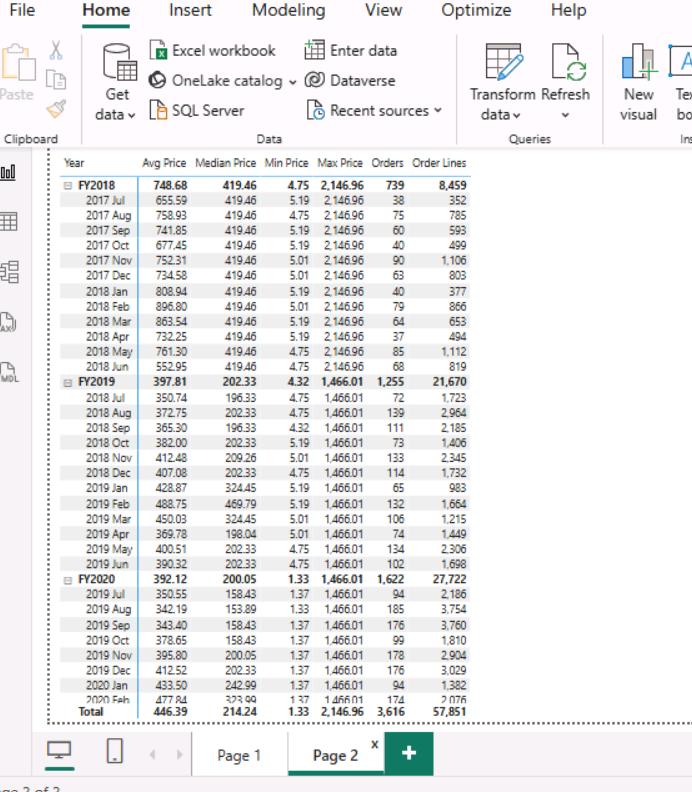 File Home Insert Modeling View Optimize Help
Excel workbook Enter data
Paste Get data OneLake catalog Dataverse Transform data Refresh New visual
SQL Server Recent sources
Clipboard Data Queries
Year Avg Price Median Price Min Price Max Price Orders Order Lines
FY2018 748.68 419.46 4.75 2,146.96 739 8,459
2017 Jul 655.59 419.46 5.19 2,146.96 38 352
2017 Aug 758.93 419.46 4.75 2,146.96 75 785
2017 Sep 741.85 419.46 5.19 2,146.96 60 593
2017 Oct 677.45 419.46 5.19 2,146.96 40 499
2017 Nov 752.31 419.46 5.01 2,146.96 90 1,106
2017 Dec 734.58 419.46 5.01 2,146.96 63 803
2018 Jan 808.94 419.46 5.19 2,146.96 40 377
2018 Feb 896.80 419.46 5.01 2,146.96 79 866
2018 Mar 863.54 419.46 5.19 2,146.96 64 653
2018 Apr 732.25 419.46 5.19 2,146.96 37 494
2018 May 761.30 419.46 4.75 2,146.96 85 1,112
2018 Jun 552.95 419.46 4.75 2,146.96 68 819
FY2019 397.81 202.33 4.32 1,466.01 1,255 21,670
2018 Jul 350.74 196.33 4.75 1,466.01 72 1,723
2018 Aug 372.75 202.33 4.75 1,466.01 139 2,964
2018 Sep 365.30 196.33 4.32 1,466.01 111 2,185
2018 Oct 382.00 202.33 5.19 1,466.01 73 1,406
2018 Nov 412.48 209.26 5.01 1,466.01 133 2,345
2018 Dec 407.08 202.33 4.75 1,466.01 114 1,732
2019 Jan 428.87 324.45 5.19 1,466.01 65 983
2019 Feb 488.75 469.79 5.19 1,466.01 132 1,664
2019 Mar 450.03 324.45 5.01 1,466.01 106 1,215
2019 Apr 369.78 198.04 5.01 1,466.01 74 1,449
2019 May 400.51 202.33 4.75 1,466.01 134 2,306
2019 Jun 390.32 202.33 4.75 1,466.01 102 1,698
FY2020 392.12 200.05 1.33 1,466.01 1,622 27,722
2019 Jul 350.55 158.43 1.37 1,466.01 94 2,186
2019 Aug 342.19 153.89 1.33 1,466.01 185 3,754
2019 Sep 343.40 158.43 1.37 1,466.01 176 3,760
2019 Oct 378.65 158.43 1.37 1,466.01 99 1,810
2019 Nov 395.80 200.05 1.37 1,466.01 178 2,904
2019 Dec 412.52 202.33 1.37 1,466.01 176 3,029
2020 Jan 433.50 242.99 1.37 1,466.01 94 1,382
2020 Feb 477.84 323.99 1.37 1,466.01 174 2,076
Total 446.39 214.24 1.33 2,146.96 3,616 57,851
Page 1 Page 2 x +